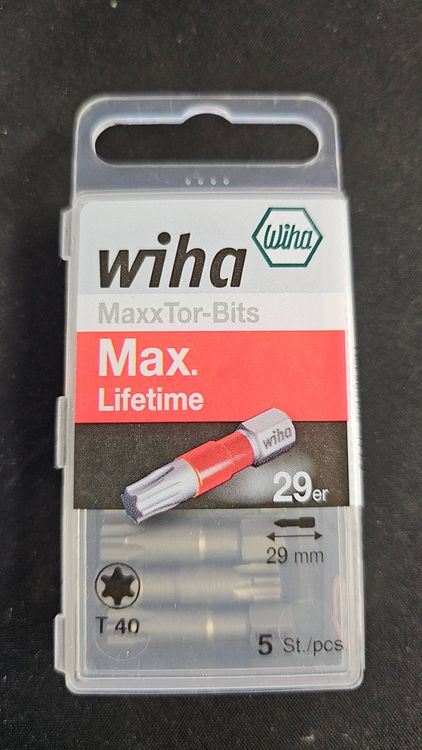 wiha
Wiha
MaxxTor-Bits
Max.
Lifetime
wiha
29er
29 mm
T 40
5 St./pcs